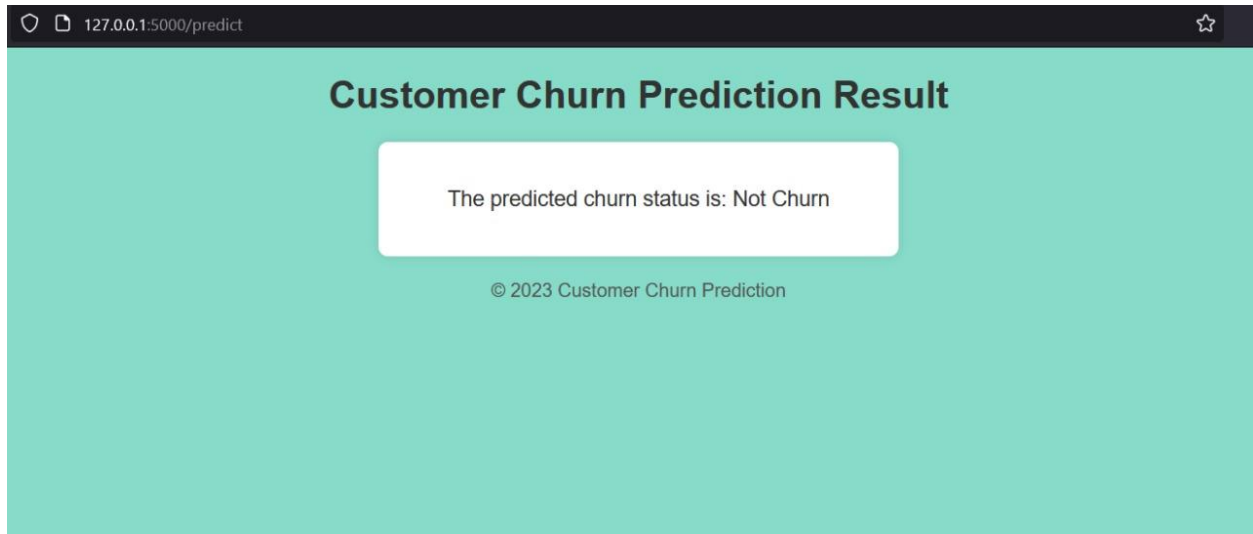 127.0.0.1:5000/predict
Customer Churn Prediction Result
The predicted churn status is: Not Churn
© 2023 Customer Churn Prediction